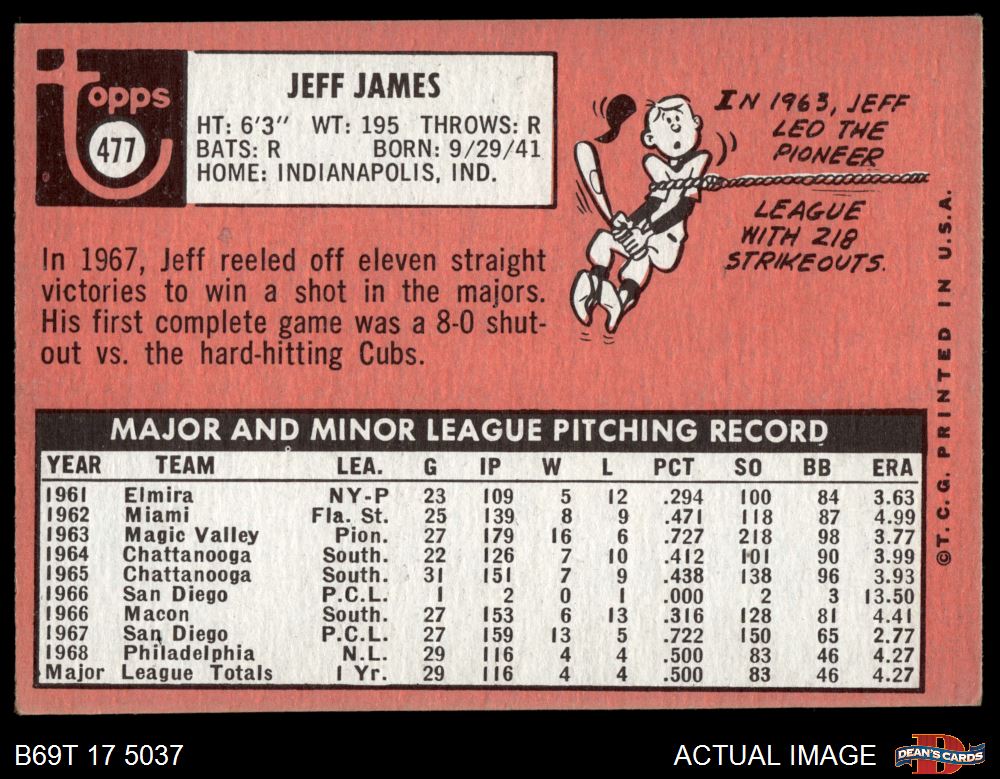 Topps
477
JEFF JAMES
HT: 6'3" WT: 195 THROWS: R
BATS: R BORN: 9/29/41
HOME: INDIANAPOLIS, IND.
In 1967, Jeff reeled off eleven straight
victories to win a shot in the majors.
His first complete game was a 8-0 shut-
out vs. the hard-hitting Cubs.
IN 1963, JEFF
LED THE
PIONEER
LEAGUE
WITH 218
STRIKEOUTS.
©T. C. G. PRINTED IN U.S.A.
MAJOR AND MINOR LEAGUE PITCHING RECORD
YEAR TEAM LEA. G IP W L PCT SO BB ERA
1961 Elmira NY-P 23 109 5 12 .294 100 84 3.63
1962 Miami Fla. St. 25 139 8 9 .471 118 87 4.99
1963 Magic Valley Pion. 27 179 16 6 .727 218 98 3.77
1964 Chattanooga South. 22 126 7 10 .412 101 90 3.99
1965 Chattanooga South. 31 151 7 9 .438 138 96 3.93
1966 San Diego P.C.L. 1 2 0 1 .000 2 3 13.50
1966 Macon South. 27 153 6 13 .316 128 81 4.41
1967 San Diego P.C.L. 27 159 13 5 .722 150 65 2.77
1968 Philadelphia N.L. 29 116 4 4 .500 83 46 4.27
Major League Totals 1 Yr. 29 116 4 4 .500 83 46 4.27
B69T 17 5037
ACTUAL IMAGE
DEAN'S CARDS